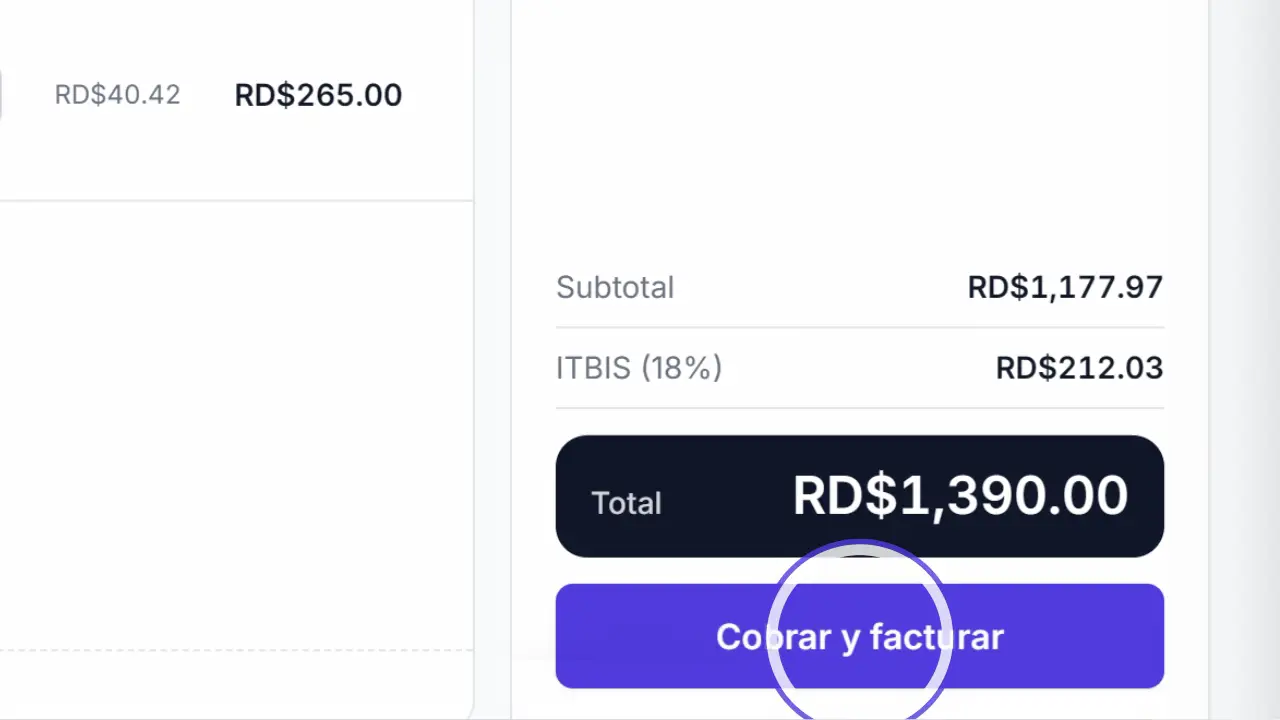 RD$40.42 RD$265.00
Subtotal RD$1,177.97
ITBIS (18%) RD$212.03
Total RD$1,390.00
Cobrar y facturar